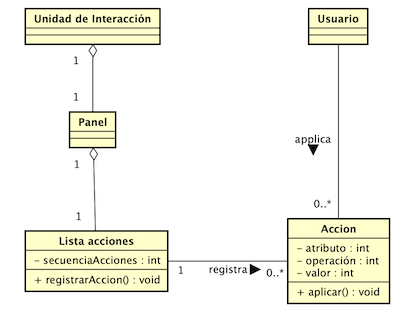 Unidad de Interacción
Usuario
1
1
Panel
applica
1
1
0..*
Lista acciones
- secuenciaAcciones : int
+ registrarAccion() : void
1
registra
0..*
Accion
- atributo : int
- operación : int
- valor : int
+ aplicar() : void